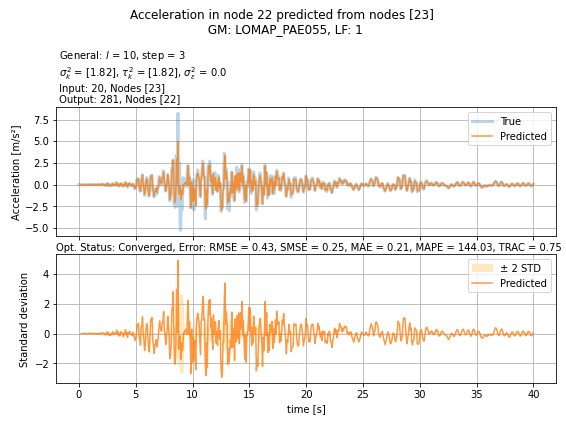 Acceleration in node 22 predicted from nodes [23]
GM: LOMAP_PAE055, LF: 1
General: l = 10, step = 3
σ²ₖ = [1.82], τ²ₖ = [1.82], σ²ε = 0.0
Input: 20, Nodes [23]
Output: 281, Nodes [22]
Acceleration [m/s²]
7.5
5.0
2.5
0.0
−2.5
−5.0
True
Predicted
Opt. Status: Converged, Error: RMSE = 0.43, SMSE = 0.25, MAE = 0.21, MAPE = 144.03, TRAC = 0.75
Standard deviation
4
2
0
−2
± 2 STD
Predicted
0 5 10 15 20 25 30 35 40
time [s]